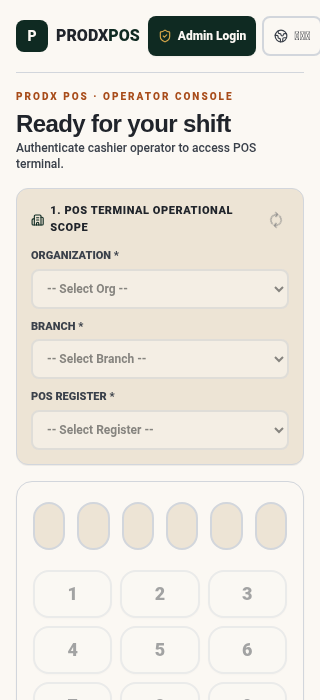 P
PRODXPOS
Admin Login
PRODX POS · OPERATOR CONSOLE
Ready for your shift
Authenticate cashier operator to access POS
terminal.
1. POS TERMINAL OPERATIONAL
SCOPE
ORGANIZATION *
-- Select Org --
BRANCH *
-- Select Branch --
POS REGISTER *
-- Select Register --
1
2
3
4
5
6